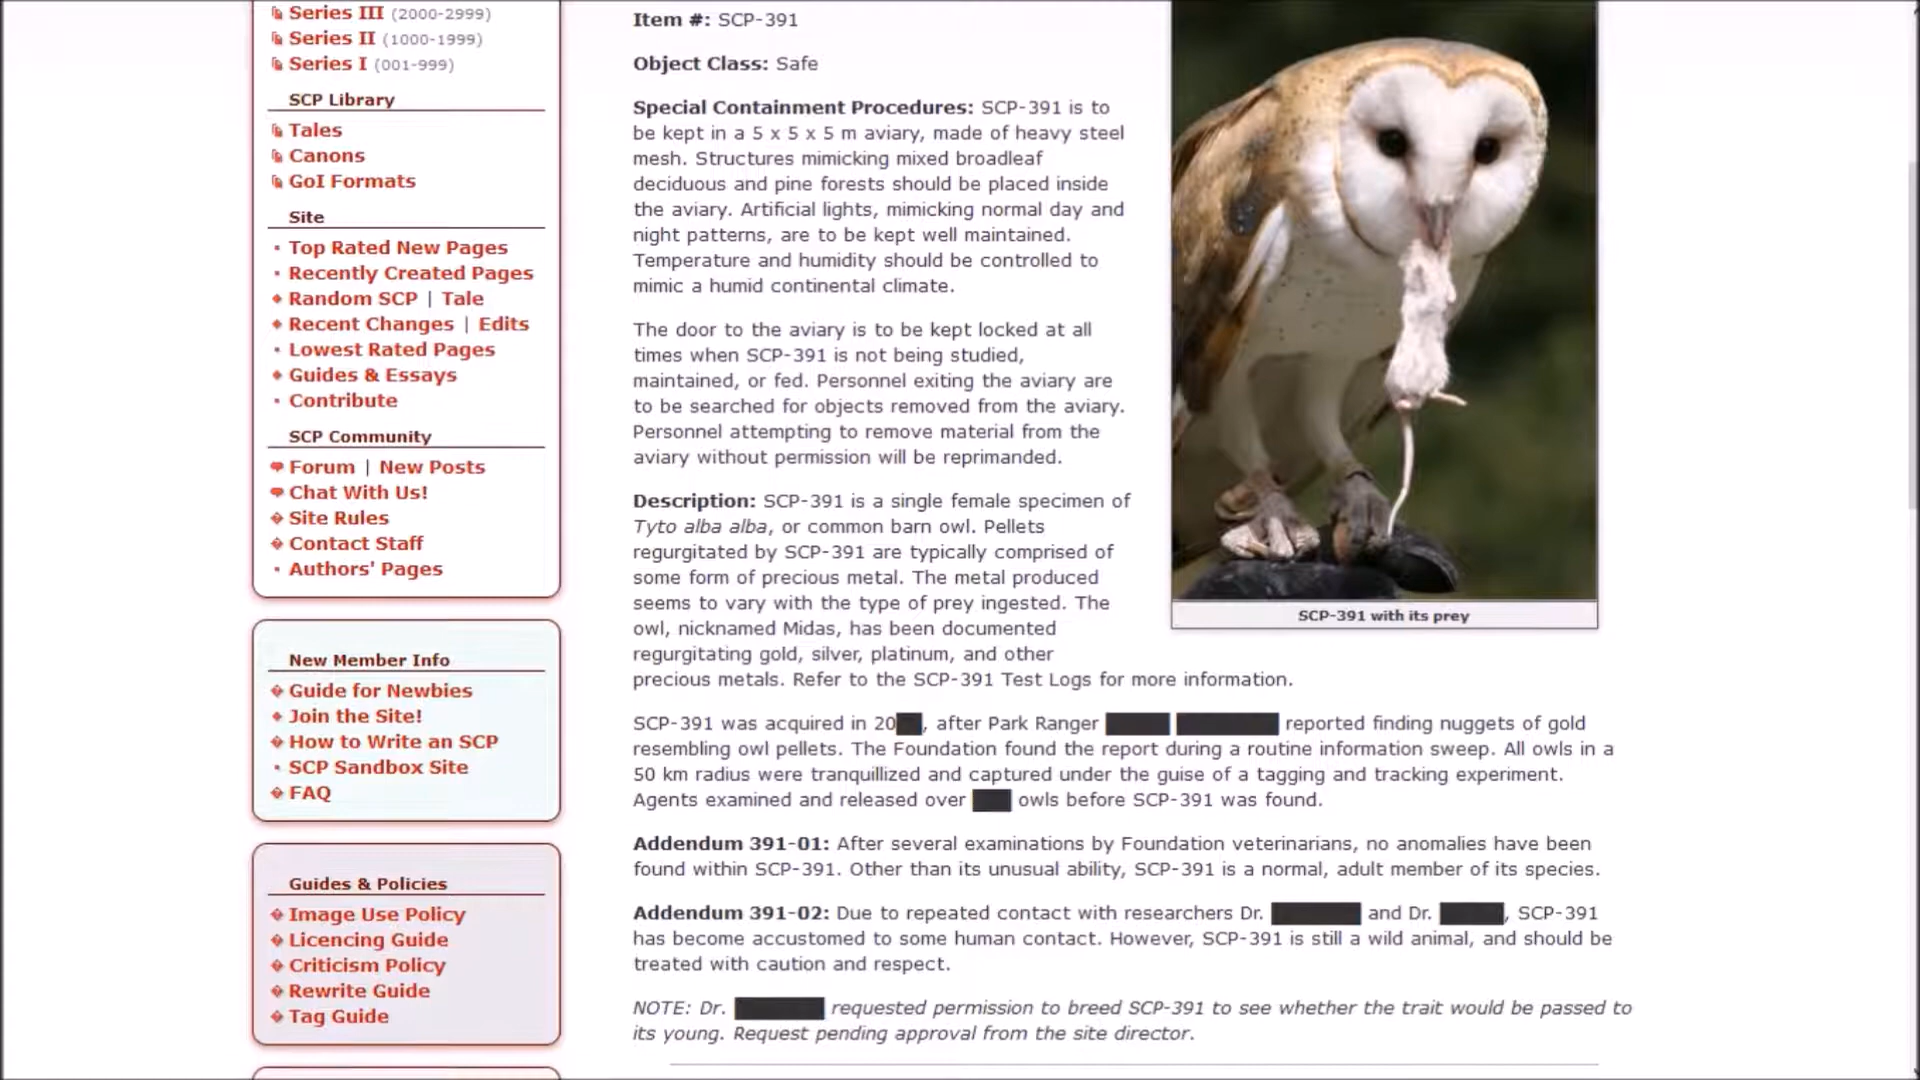 Series III (2000-2999)
Series II (1000-1999)
Series I (001-999)
SCP Library
Tales
Canons
GoI Formats
Site
Top Rated New Pages
Recently Created Pages
Random SCP | Tale
Recent Changes | Edits
Lowest Rated Pages
Guides & Essays
Contribute
SCP Community
Forum | New Posts
Chat With Us!
Site Rules
Contact Staff
Authors' Pages
New Member Info
Guide for Newbies
Join the Site!
How to Write an SCP
SCP Sandbox Site
FAQ
Guides & Policies
Image Use Policy
Licencing Guide
Criticism Policy
Rewrite Guide
Tag Guide
Item #: SCP-391
Object Class: Safe
Special Containment Procedures: SCP-391 is to
be kept in a 5 x 5 x 5 m aviary, made of heavy steel
mesh. Structures mimicking mixed broadleaf
deciduous and pine forests should be placed inside
the aviary. Artificial lights, mimicking normal day and
night patterns, are to be kept well maintained.
Temperature and humidity should be controlled to
mimic a humid continental climate.
The door to the aviary is to be kept locked at all
times when SCP-391 is not being studied,
maintained, or fed. Personnel exiting the aviary are
to be searched for objects removed from the aviary.
Personnel attempting to remove material from the
aviary without permission will be reprimanded.
Description: SCP-391 is a single female specimen of
Tyto alba alba, or common barn owl. Pellets
regurgitated by SCP-391 are typically comprised of
some form of precious metal. The metal produced
seems to vary with the type of prey ingested. The
owl, nicknamed Midas, has been documented
regurgitating gold, silver, platinum, and other
precious metals. Refer to the SCP-391 Test Logs for more information.
SCP-391 with its prey
SCP-391 was acquired in 20██, after Park Ranger █████ ████████ reported finding nuggets of gold
resembling owl pellets. The Foundation found the report during a routine information sweep. All owls in a
50 km radius were tranquillized and captured under the guise of a tagging and tracking experiment.
Agents examined and released over ███ owls before SCP-391 was found.
Addendum 391-01: After several examinations by Foundation veterinarians, no anomalies have been
found within SCP-391. Other than its unusual ability, SCP-391 is a normal, adult member of its species.
Addendum 391-02: Due to repeated contact with researchers Dr. ███████ and Dr. █████, SCP-391
has become accustomed to some human contact. However, SCP-391 is still a wild animal, and should be
treated with caution and respect.
NOTE: Dr. ███████ requested permission to breed SCP-391 to see whether the trait would be passed to
its young. Request pending approval from the site director.